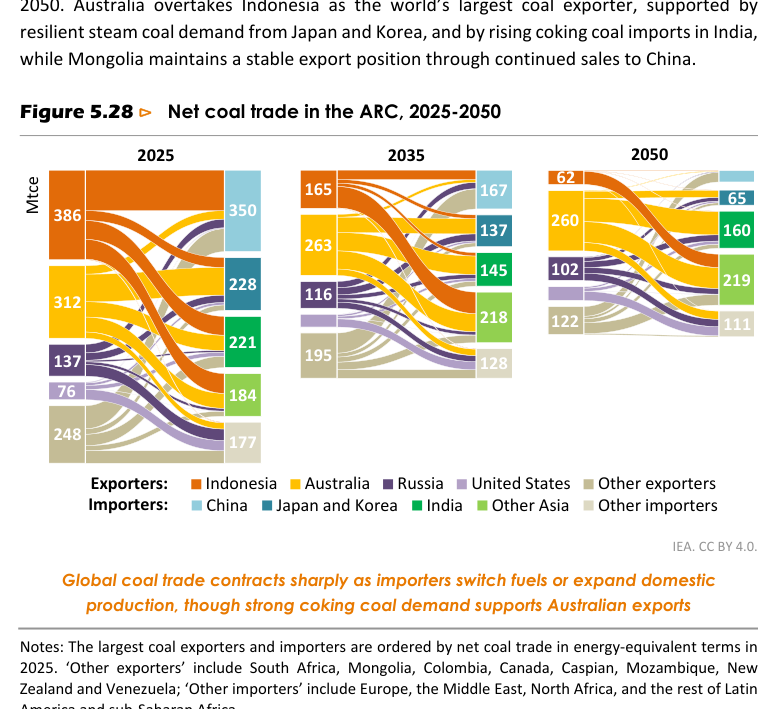 2050. Australia overtakes Indonesia as the world's largest coal exporter, supported by
resilient steam coal demand from Japan and Korea, and by rising coking coal imports in India,
while Mongolia maintains a stable export position through continued sales to China.
Figure 5.28 ▻ Net coal trade in the ARC, 2025-2050
2025 2035 2050
Mtce
386 312 137 76 248
350 228 221 184 177
165 263 116 195
167 137 145 218 128
62 260 102 122
65 160 219 111
Exporters: Indonesia Australia Russia United States Other exporters
Importers: China Japan and Korea India Other Asia Other importers
IEA. CC BY 4.0.
Global coal trade contracts sharply as importers switch fuels or expand domestic
production, though strong coking coal demand supports Australian exports
Notes: The largest coal exporters and importers are ordered by net coal trade in energy-equivalent terms in
2025. 'Other exporters' include South Africa, Mongolia, Colombia, Canada, Caspian, Mozambique, New
Zealand and Venezuela; 'Other importers' include Europe, the Middle East, North Africa, and the rest of Latin
America and sub-Saharan Africa.